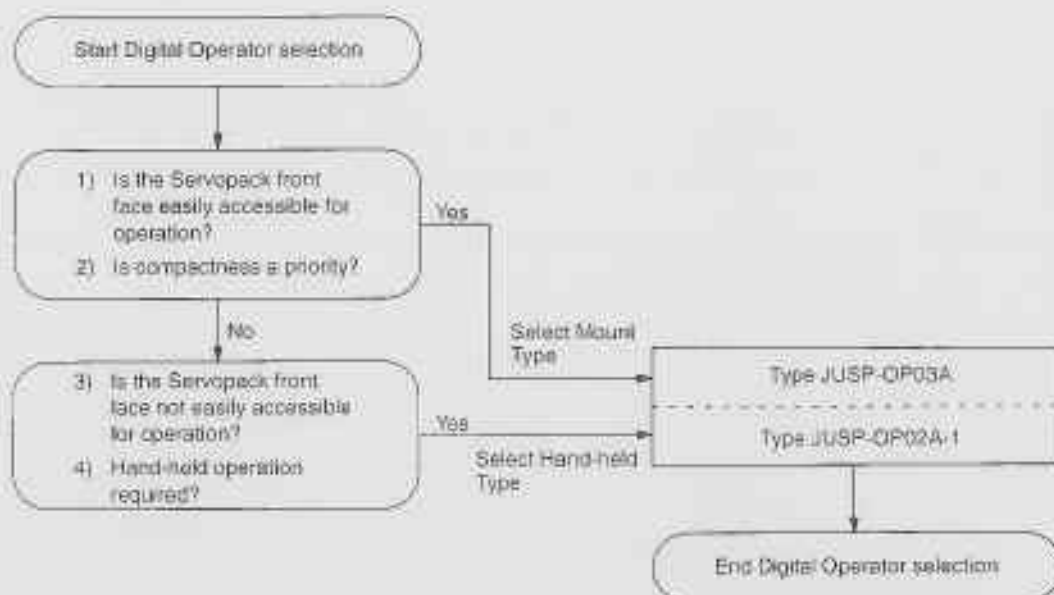 Start Digital Operator selection
1) Is the Servopack front
face easily accessible for
operation?
2) Is compactness a priority?
Yes
No
Select Mount
Type
3) Is the Servopack front
face not easily accessible
for operation?
4) Hand-held operation
required?
Yes
Select Hand-held
Type
Type JUSP-OP03A
Type JUSP-OP02A-1
End Digital Operator selection